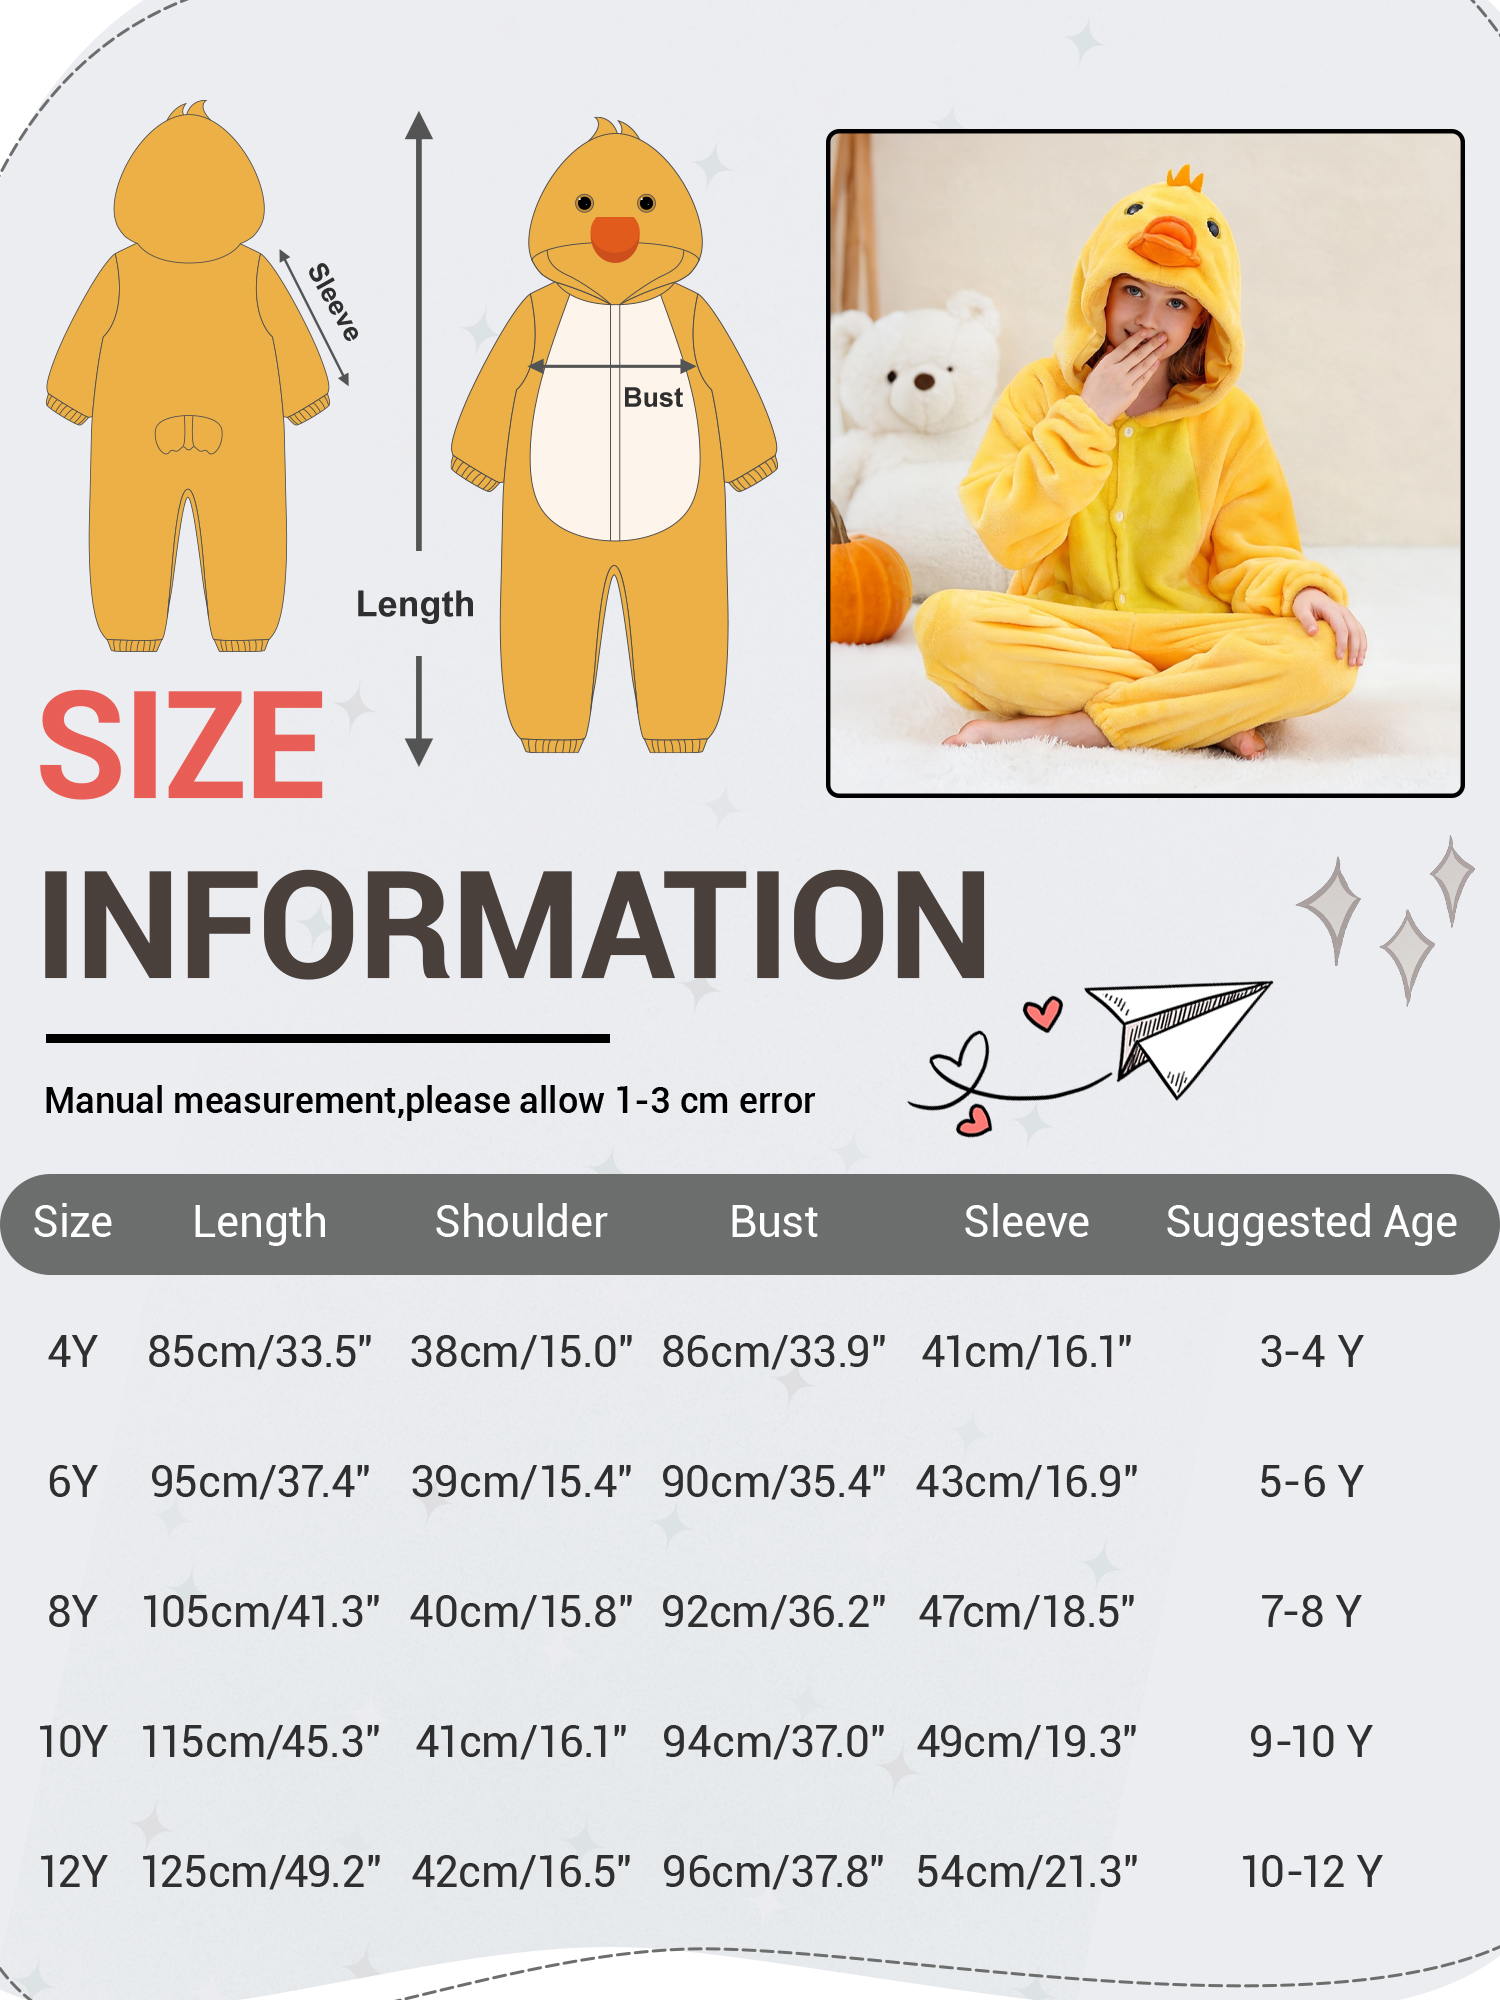 Sleeve
Bust
Length
SIZE
INFORMATION
Manual measurement,please allow 1-3 cm error
Size Length Shoulder Bust Sleeve Suggested Age
4Y 85cm/33.5" 38cm/15.0" 86cm/33.9" 41cm/16.1" 3-4 Y
6Y 95cm/37.4" 39cm/15.4" 90cm/35.4" 43cm/16.9" 5-6 Y
8Y 105cm/41.3" 40cm/15.8" 92cm/36.2" 47cm/18.5" 7-8 Y
10Y 115cm/45.3" 41cm/16.1" 94cm/37.0" 49cm/19.3" 9-10 Y
12Y 125cm/49.2" 42cm/16.5" 96cm/37.8" 54cm/21.3" 10-12 Y